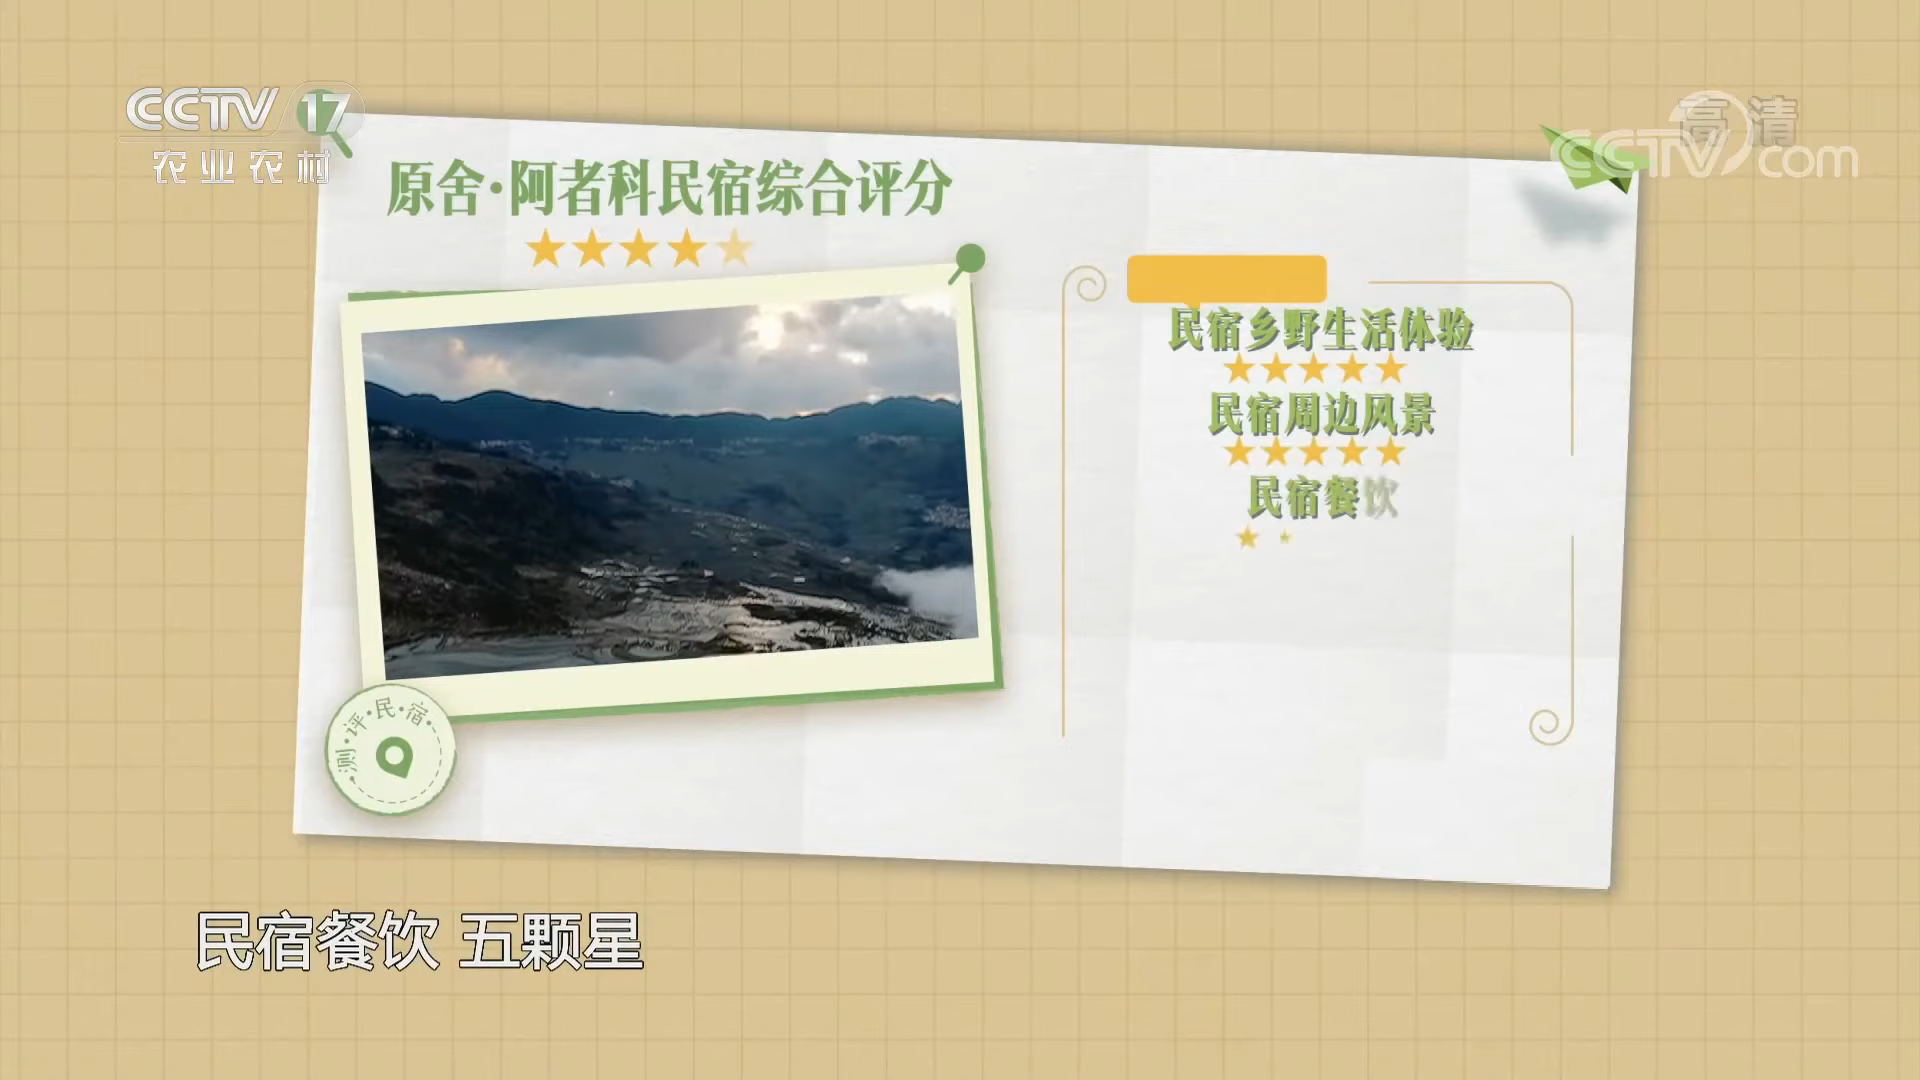 CCTV 17
农业农村
高清
CCTV.com
原舍·阿者科民宿综合评分
民宿乡野生活体验
民宿周边风景
民宿餐饮
·测·评·民·宿·
民宿餐饮 五颗星